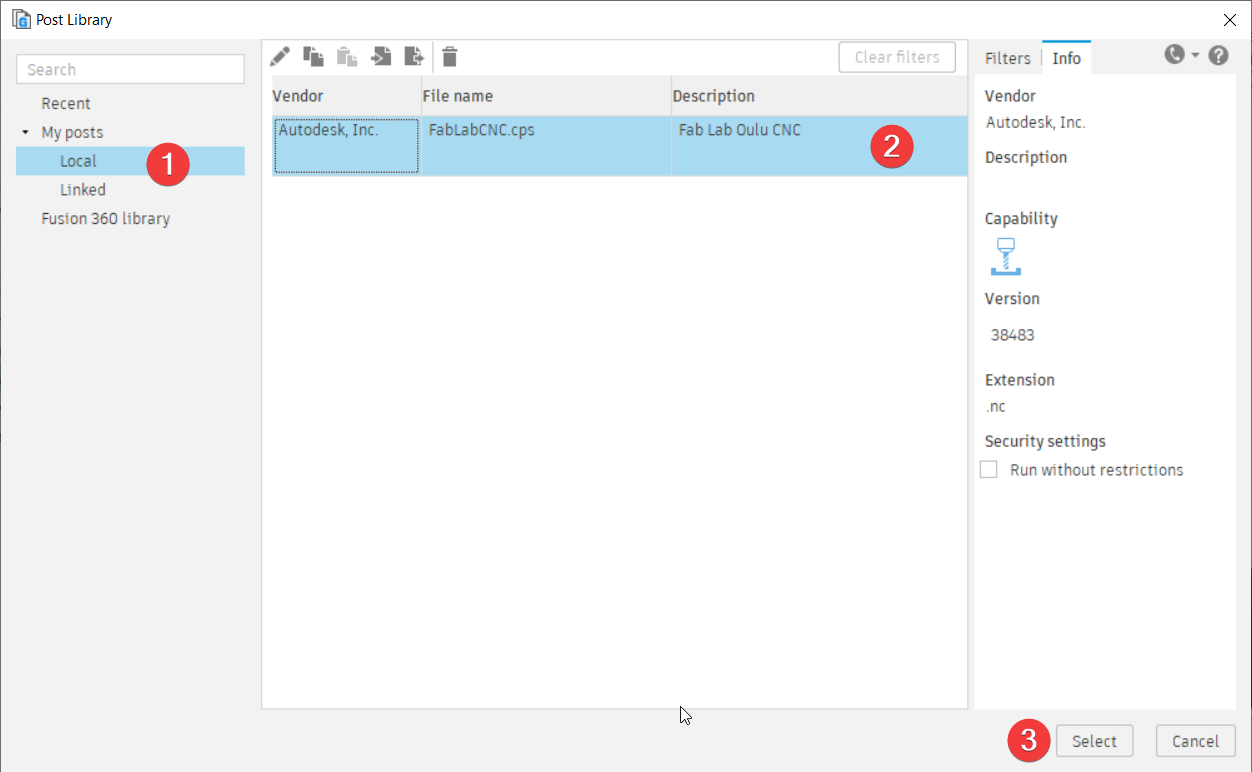 Post Library
Search
Recent
My posts
Local
1
Linked
Fusion 360 library
Clear filters
Vendor File name Description
Autodesk, Inc. FabLabCNC.cps Fab Lab Oulu CNC
2
Filters Info
Vendor
Autodesk, Inc.
Description
Capability
Version
38483
Extension
.nc
Security settings
Run without restrictions
3
Select Cancel